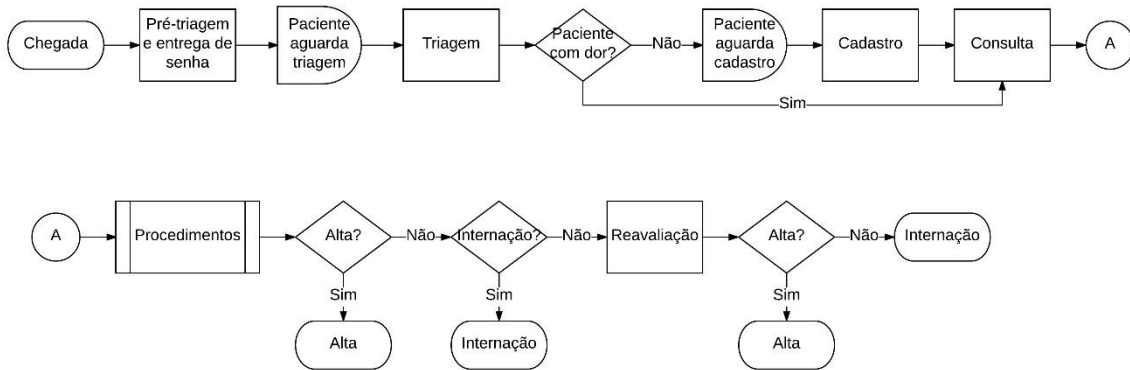 Chegada
Pré-triagem
e entrega de
senha
Paciente
aguarda
triagem
Triagem
Paciente
com dor?
Não
Paciente
aguarda
cadastro
Cadastro
Consulta
A
Sim
A
Procedimentos
Alta?
Não
Internação?
Não
Reavaliação
Alta?
Não
Internação
Sim
Sim
Sim
Alta
Internação
Alta